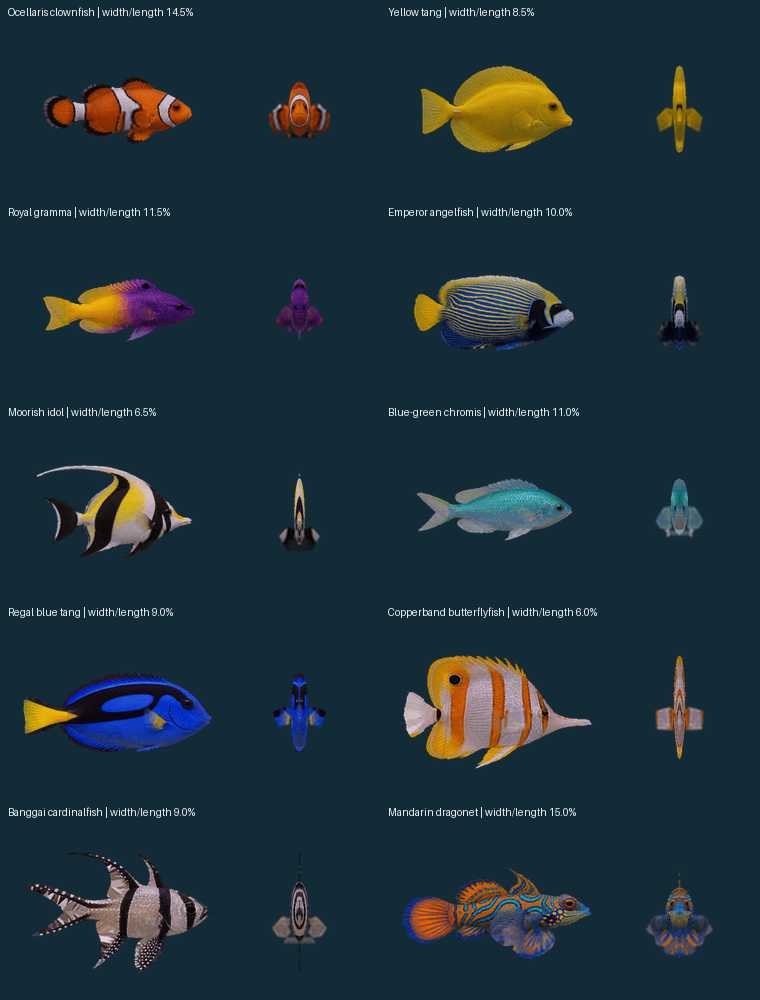 Ocellaris clownfish | width/length 14.5%
Yellow tang | width/length 8.5%
Royal gramma | width/length 11.5%
Emperor angelfish | width/length 10.0%
Moorish idol | width/length 6.5%
Blue-green chromis | width/length 11.0%
Regal blue tang | width/length 9.0%
Copperband butterflyfish | width/length 6.0%
Banggai cardinalfish | width/length 9.0%
Mandarin dragonet | width/length 15.0%